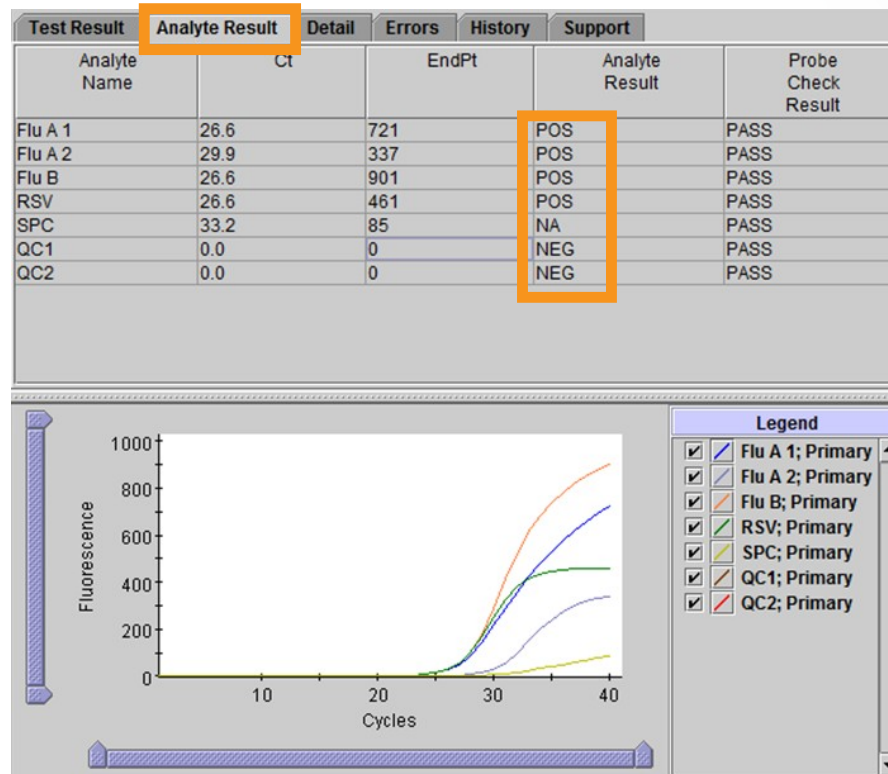 Test Result Analyte Result Detail Errors History Support
Analyte Name Ct EndPt Analyte Result Probe Check Result
Flu A 1 26.6 721 POS PASS
Flu A 2 29.9 337 POS PASS
Flu B 26.6 901 POS PASS
RSV 26.6 461 POS PASS
SPC 33.2 85 NA PASS
QC1 0.0 0 NEG PASS
QC2 0.0 0 NEG PASS
1000
800
600
400
200
0
Fluorescence
10 20 30 40
Cycles
Legend
Flu A 1; Primary
Flu A 2; Primary
Flu B; Primary
RSV; Primary
SPC; Primary
QC1; Primary
QC2; Primary